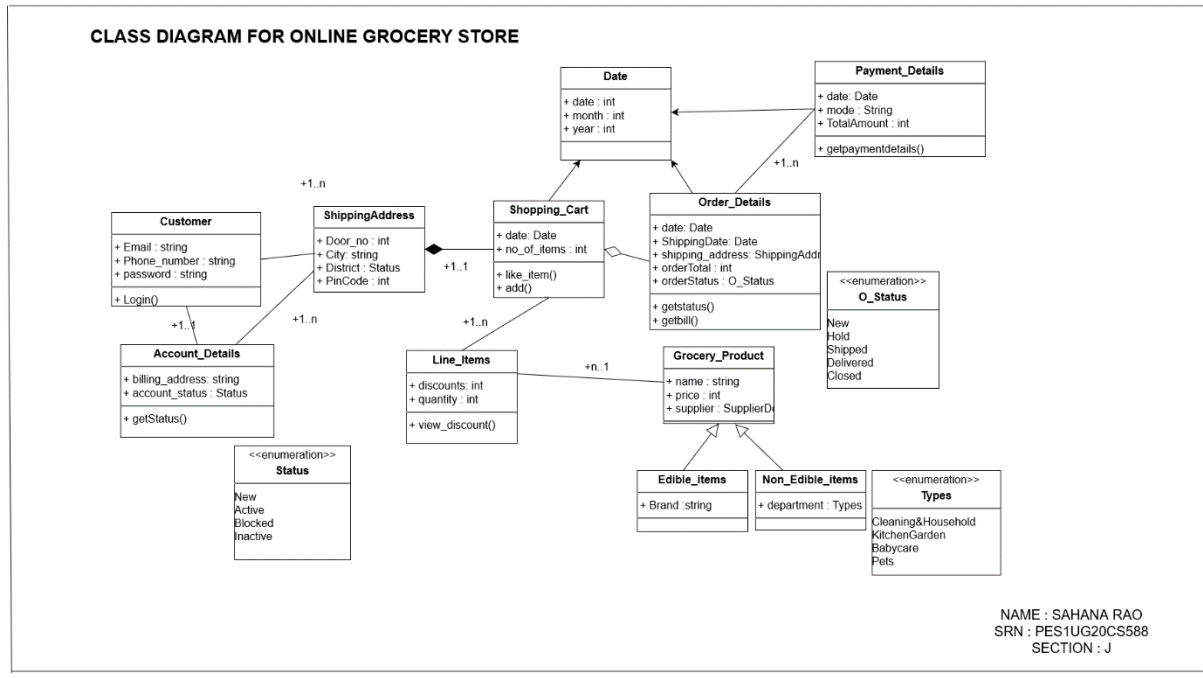 CLASS DIAGRAM FOR ONLINE GROCERY STORE
Date
+ date : int
+ month : int
+ year : int
Payment_Details
+ date: Date
+ mode : String
+ TotalAmount : int
+ getpaymentdetails()
+1..n
+1..n
Customer
+ Email : string
+ Phone_number : string
+ password : string
+ Login()
ShippingAddress
+ Door_no : int
+ City: string
+ District : Status
+ PinCode : int
+1..1
Shopping_Cart
+ date: Date
+ no_of_items : int
+ like_item()
+ add()
Order_Details
+ date: Date
+ ShippingDate: Date
+ shipping_address: ShippingAddr
+ orderTotal : int
+ orderStatus : O_Status
+ getstatus()
+ getbill()
<<enumeration>>
O_Status
New
Hold
Shipped
Delivered
Closed
+1..1
+1..n
+1..n
Account_Details
+ billing_address: string
+ account_status : Status
+ getStatus()
Line_Items
+ discounts: int
+ quantity : int
+ view_discount()
+n..1
Grocery_Product
+ name : string
+ price : int
+ supplier : SupplierDe
<<enumeration>>
Status
New
Active
Blocked
Inactive
Edible_items
+ Brand :string
Non_Edible_items
+ department : Types
<<enumeration>>
Types
Cleaning&Household
KitchenGarden
Babycare
Pets
NAME : SAHANA RAO
SRN : PES1UG20CS588
SECTION : J